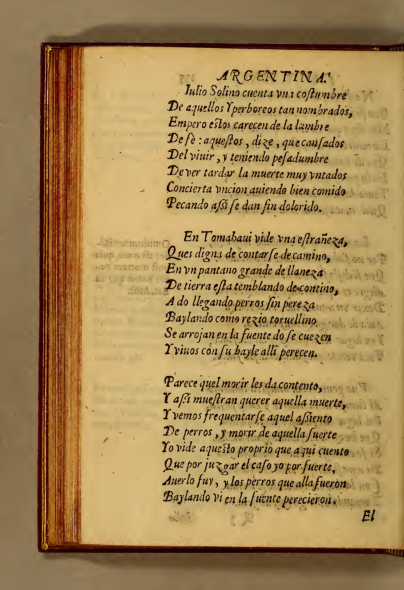 ARGENTINA.
Iulio Solino cuenta vna coſtumbre
De aquellos Yperboreos tan nombrados,
Empero eſtos carecen de la lumbre
De fè : aqueſtos, dize, que canſados
Del viuir, y teniendo peſadumbre
De ver tardar la muerte muy vntados
Concierta vncion auiendo bien comido
Pecando aſsi ſe dan fin dolorido.
En Tomahaui vide vna eſtrañeza,
Ques digna de contarſe de camino,
En vn pantano grande de llaneza
De tierra eſta temblando de contino,
A do llegando perros ſin pereza
Baylando como rezio toruellino
Se arrojan en la fuente do ſe cuezen
Y vimos con ſu bayle alli perecen.
Parece quel morir les da contento,
Y aſsi mueſtran querer aquella muerte,
Y vemos frequentarſe aquel aſsiento
De perros, y morir de aquella ſuerte
Yo vide aqueſto proprio que aqui cuento
Que por juzgar el caſo yo por fuerte,
Auerlo fuy, y los perros que alla fueron
Baylando vi en la fuente perecieron.
El